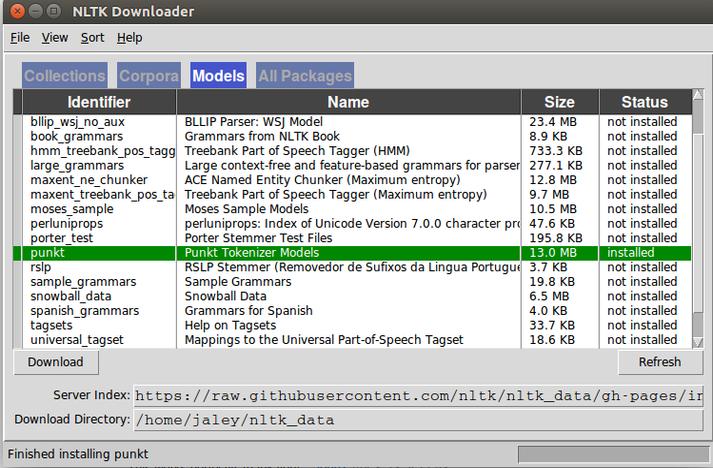 NLTK Downloader
File View Sort Help
Collections Corpora Models All Packages
Identifier Name Size Status
bllip_wsj_no_aux BLLIP Parser: WSJ Model 23.4 MB not installed
book_grammars Grammars from NLTK Book 8.9 KB not installed
hmm_treebank_pos_tagg Treebank Part of Speech Tagger (HMM) 733.3 KB not installed
large_grammars Large context-free and feature-based grammars for parser 277.1 KB not installed
maxent_ne_chunker ACE Named Entity Chunker (Maximum entropy) 12.8 MB not installed
maxent_treebank_pos_ta Treebank Part of Speech Tagger (Maximum entropy) 9.7 MB not installed
moses_sample Moses Sample Models 10.5 MB not installed
perluniprops perluniprops: Index of Unicode Version 7.0.0 character pro 47.6 KB not installed
porter_test Porter Stemmer Test Files 195.8 KB not installed
punkt Punkt Tokenizer Models 13.0 MB installed
rslp RSLP Stemmer (Removedor de Sufixos da Lingua Portugue 3.7 KB not installed
sample_grammars Sample Grammars 19.8 KB not installed
snowball_data Snowball Data 6.5 MB not installed
spanish_grammars Grammars for Spanish 4.0 KB not installed
tagsets Help on Tagsets 33.7 KB not installed
universal_tagset Mappings to the Universal Part-of-Speech Tagset 18.6 KB not installed
Download Refresh
Server Index: https://raw.githubusercontent.com/nltk/nltk_data/gh-pages/in
Download Directory: /home/jaley/nltk_data
Finished installing punkt